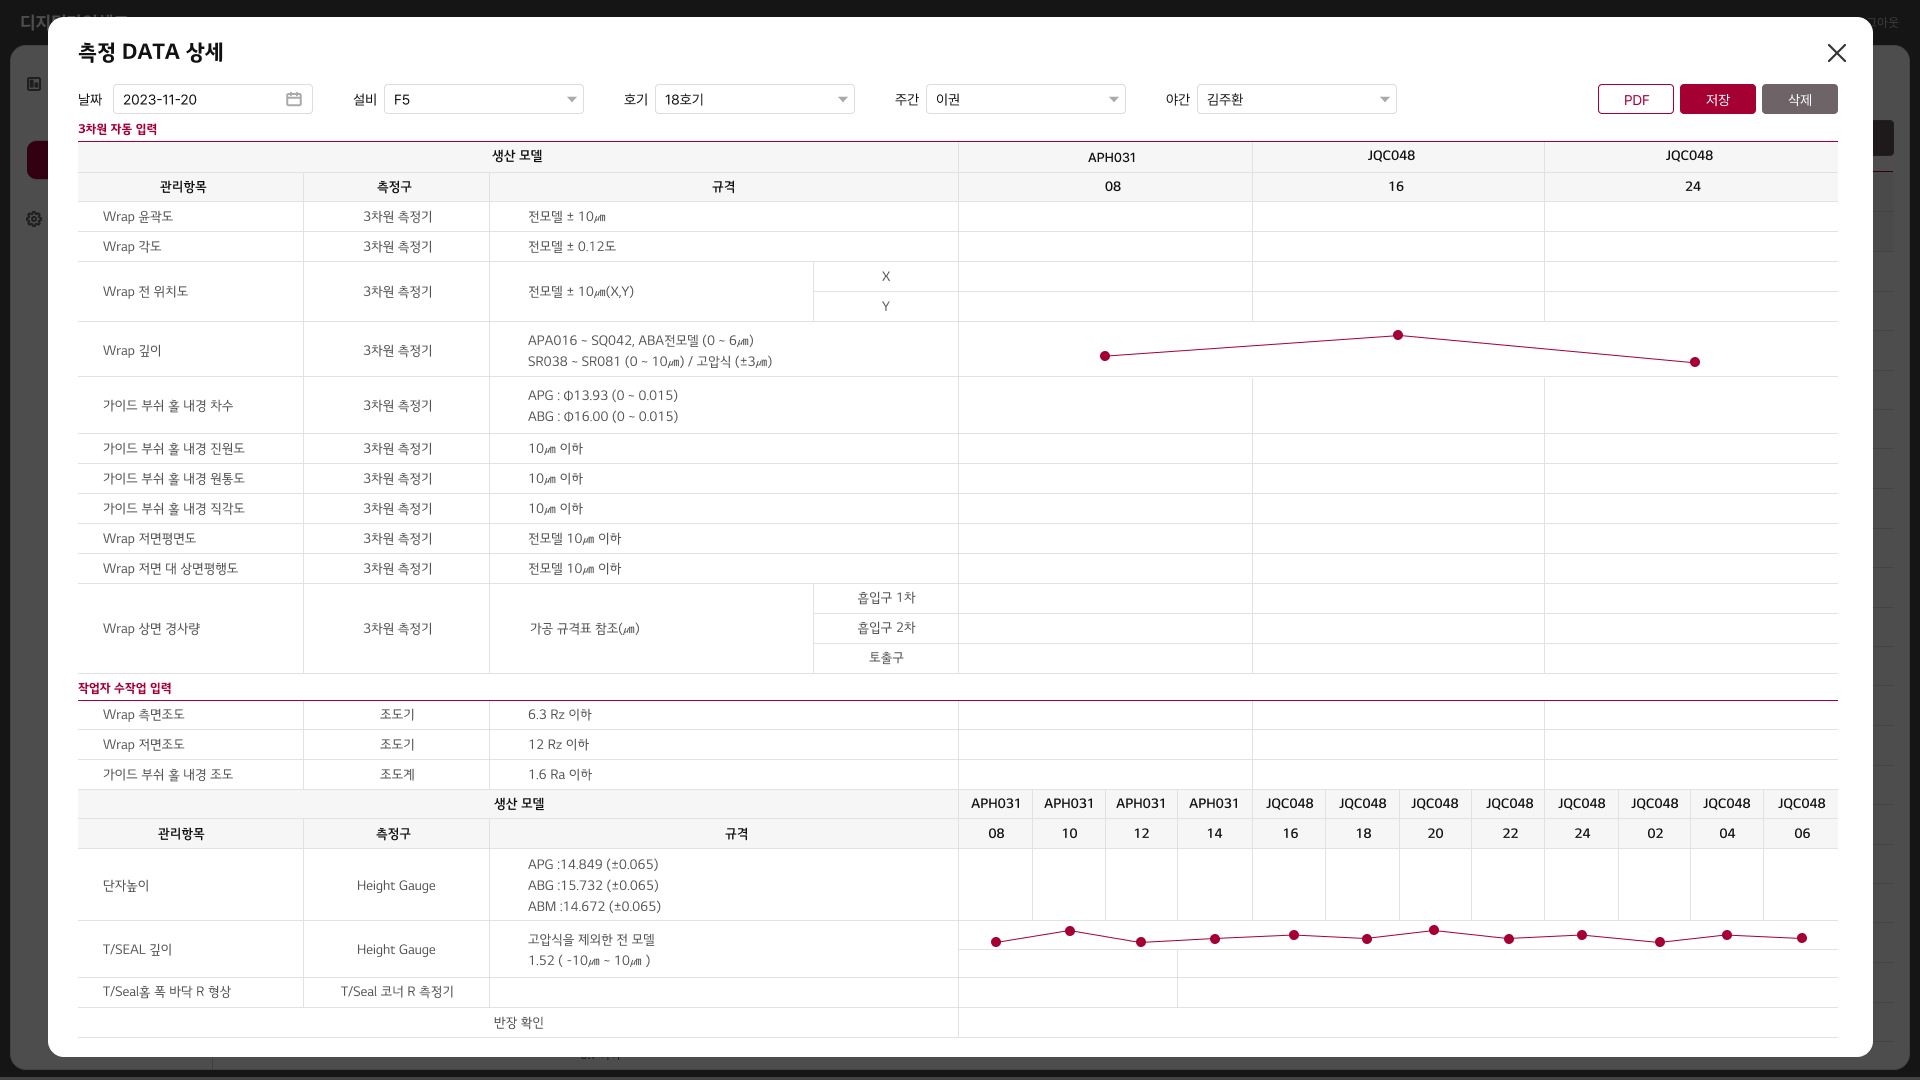 측정 DATA 상세
날짜 2023-11-20 설비 F5 호기 18호기 주간 이권 야간 김주환 PDF 저장 삭제
3차원 자동 입력
생산 모델 APH031 JQC048 JQC048
관리항목 측정구 규격 08 16 24
Wrap 윤곽도 3차원 측정기 전모델 ± 10㎛
Wrap 각도 3차원 측정기 전모델 ± 0.12도
Wrap 전 위치도 3차원 측정기 전모델 ± 10㎛(X,Y) X
Y
Wrap 깊이 3차원 측정기 APA016 ~ SQ042, ABA전모델 (0 ~ 6㎛)
SR038 ~ SR081 (0 ~ 10㎛) / 고압식 (±3㎛)
가이드 부쉬 홀 내경 차수 3차원 측정기 APG : Φ13.93 (0 ~ 0.015)
ABG : Φ16.00 (0 ~ 0.015)
가이드 부쉬 홀 내경 진원도 3차원 측정기 10㎛ 이하
가이드 부쉬 홀 내경 원통도 3차원 측정기 10㎛ 이하
가이드 부쉬 홀 내경 직각도 3차원 측정기 10㎛ 이하
Wrap 저면평면도 3차원 측정기 전모델 10㎛ 이하
Wrap 저면 대 상면평행도 3차원 측정기 전모델 10㎛ 이하
Wrap 상면 경사량 3차원 측정기 가공 규격표 참조(㎛) 흡입구 1차
흡입구 2차
토출구
작업자 수작업 입력
Wrap 측면조도 조도기 6.3 Rz 이하
Wrap 저면조도 조도기 12 Rz 이하
가이드 부쉬 홀 내경 조도 조도계 1.6 Ra 이하
생산 모델 APH031 APH031 APH031 APH031 JQC048 JQC048 JQC048 JQC048 JQC048 JQC048 JQC048 JQC048
관리항목 측정구 규격 08 10 12 14 16 18 20 22 24 02 04 06
단자높이 Height Gauge APG :14.849 (±0.065)
ABG :15.732 (±0.065)
ABM :14.672 (±0.065)
T/SEAL 깊이 Height Gauge 고압식을 제외한 전 모델
1.52 ( -10㎛ ~ 10㎛ )
T/Seal홈 폭 바닥 R 형상 T/Seal 코너 R 측정기
반장 확인